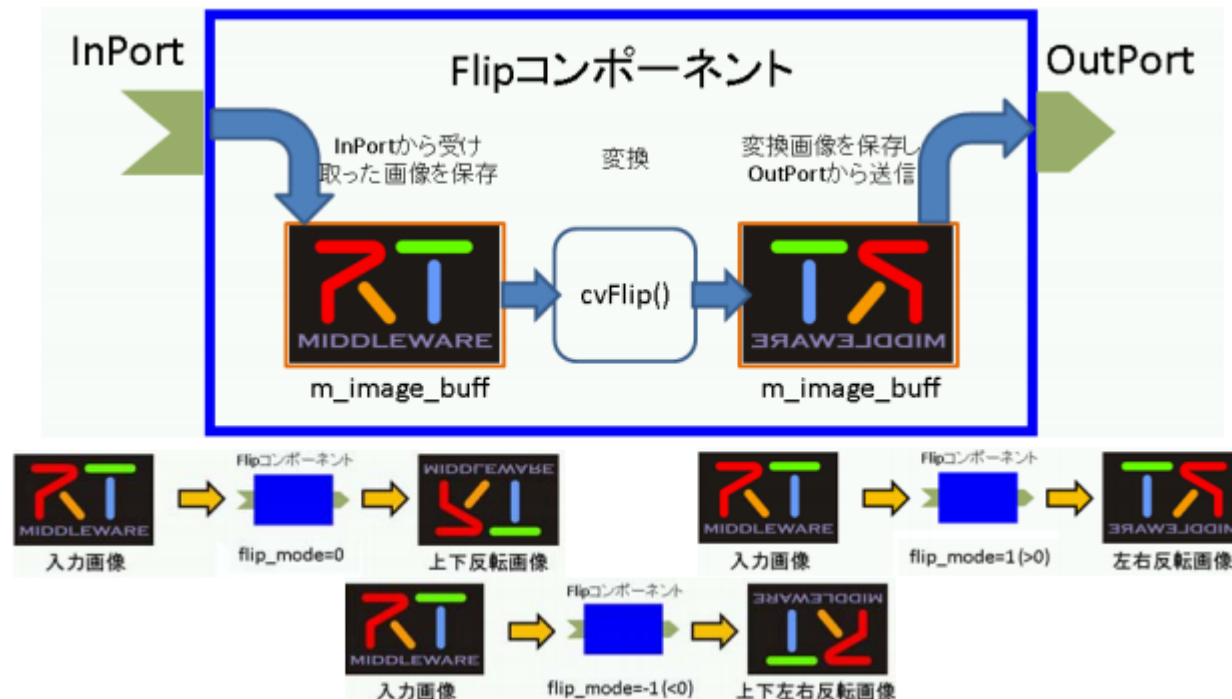 InPort
Flipコンポーネント
OutPort
InPortから受け
取った画像を保存
変換
変換画像を保存し
OutPortから送信
MIDDLEWARE
cvFlip()
MIDDLEWARE
m_image_buff
m_image_buff
Flipコンポーネント
MIDDLEWARE
MIDDLEWARE
入力画像
flip_mode=0
上下反転画像
Flipコンポーネント
MIDDLEWARE
MIDDLEWARE
入力画像
flip_mode=1(>0)
左右反転画像
Flipコンポーネント
MIDDLEWARE
MIDDLEWARE
入力画像
flip_mode=-1(<0)
上下左右反転画像